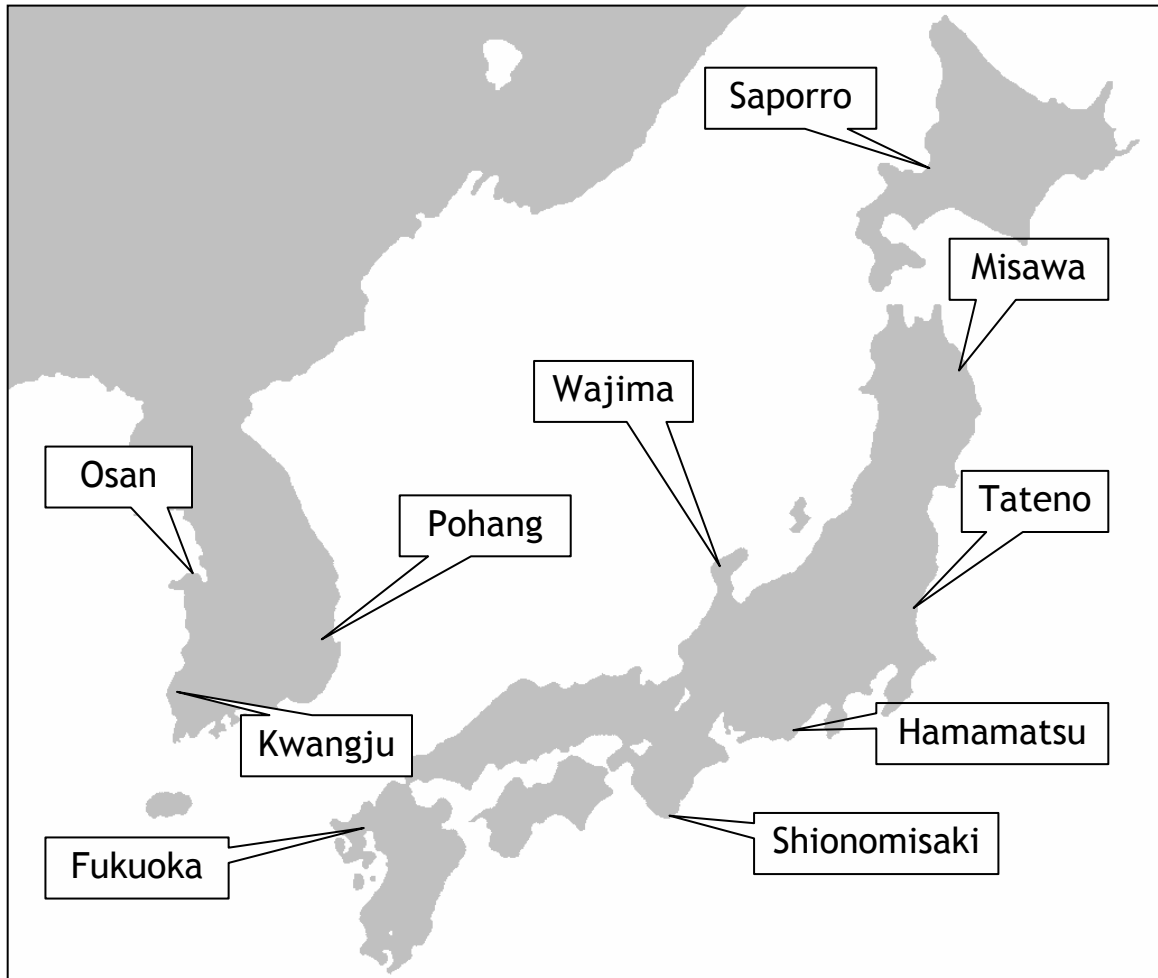 Saporro
Misawa
Wajima
Osan
Tateno
Pohang
Hamamatsu
Kwangju
Shionomisaki
Fukuoka